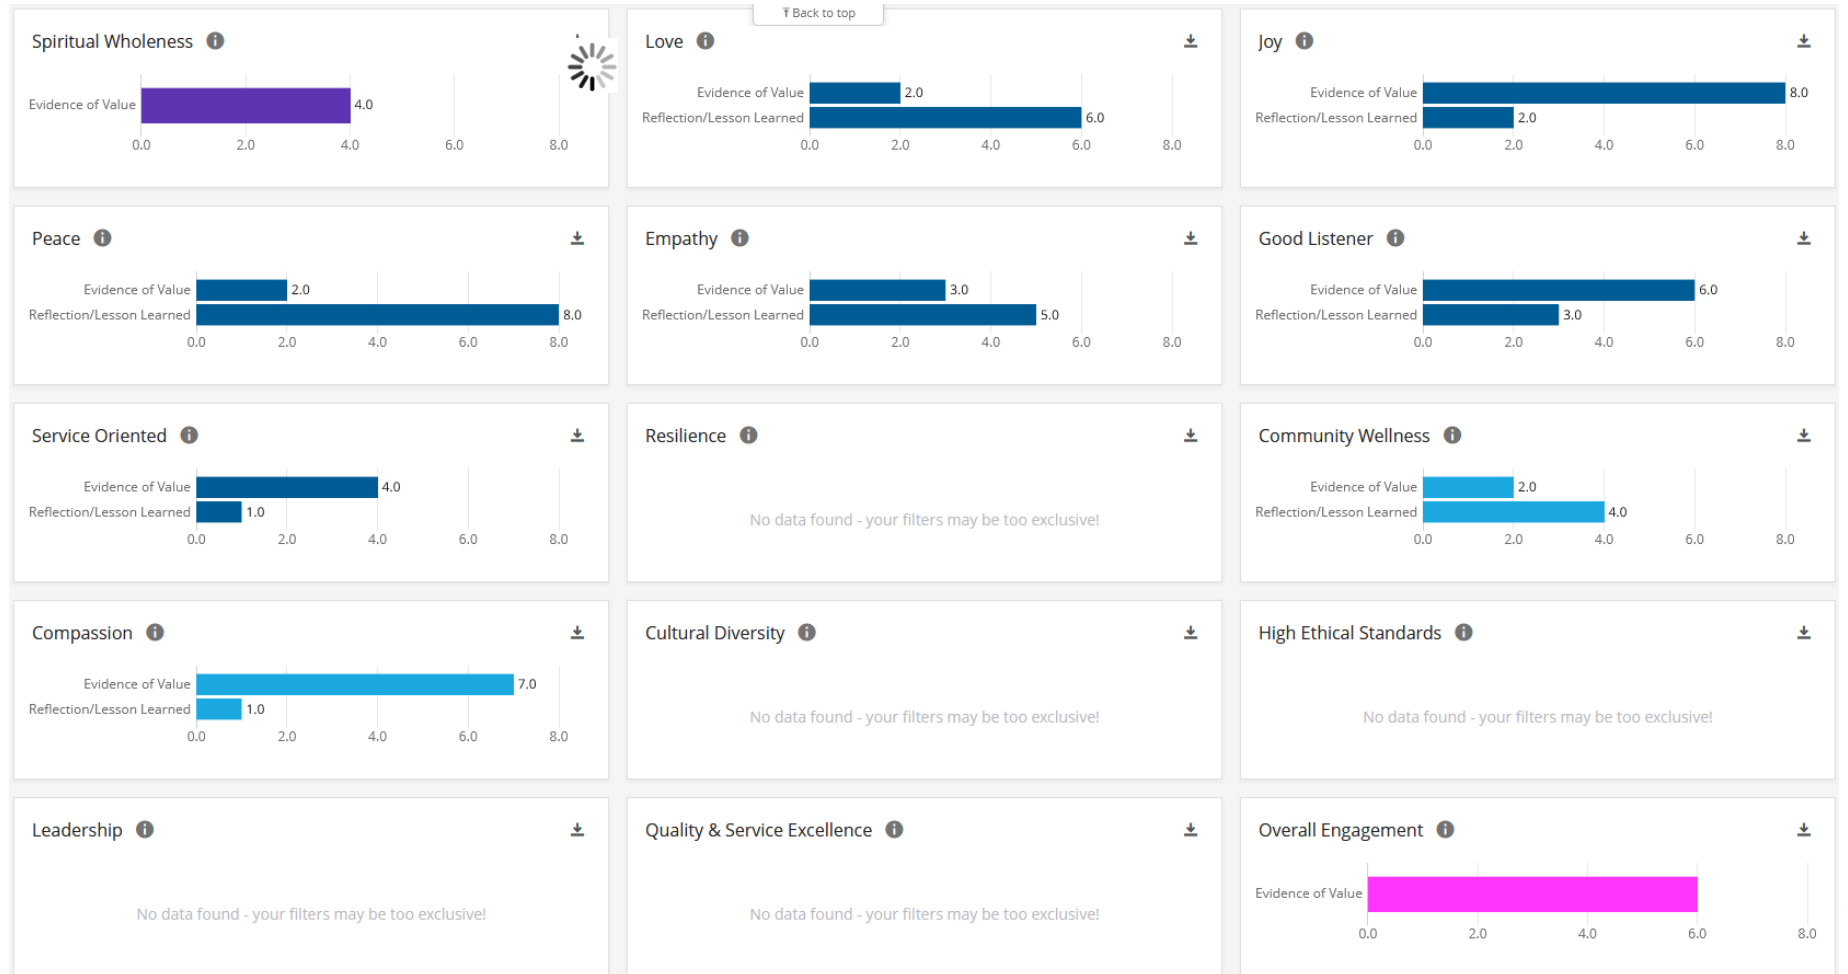 Back to top
Spiritual Wholeness
Evidence of Value
4.0
0.0 2.0 4.0 6.0 8.0
Love
Evidence of Value
2.0
Reflection/Lesson Learned
6.0
0.0 2.0 4.0 6.0 8.0
Joy
Evidence of Value
8.0
Reflection/Lesson Learned
2.0
0.0 2.0 4.0 6.0 8.0
Peace
Evidence of Value
2.0
Reflection/Lesson Learned
8.0
0.0 2.0 4.0 6.0 8.0
Empathy
Evidence of Value
3.0
Reflection/Lesson Learned
5.0
0.0 2.0 4.0 6.0 8.0
Good Listener
Evidence of Value
6.0
Reflection/Lesson Learned
3.0
0.0 2.0 4.0 6.0 8.0
Service Oriented
Evidence of Value
4.0
Reflection/Lesson Learned
1.0
0.0 2.0 4.0 6.0 8.0
Resilience
No data found - your filters may be too exclusive!
Community Wellness
Evidence of Value
2.0
Reflection/Lesson Learned
4.0
0.0 2.0 4.0 6.0 8.0
Compassion
Evidence of Value
7.0
Reflection/Lesson Learned
1.0
0.0 2.0 4.0 6.0 8.0
Cultural Diversity
No data found - your filters may be too exclusive!
High Ethical Standards
No data found - your filters may be too exclusive!
Leadership
No data found - your filters may be too exclusive!
Quality & Service Excellence
No data found - your filters may be too exclusive!
Overall Engagement
Evidence of Value
0.0 2.0 4.0 6.0 8.0